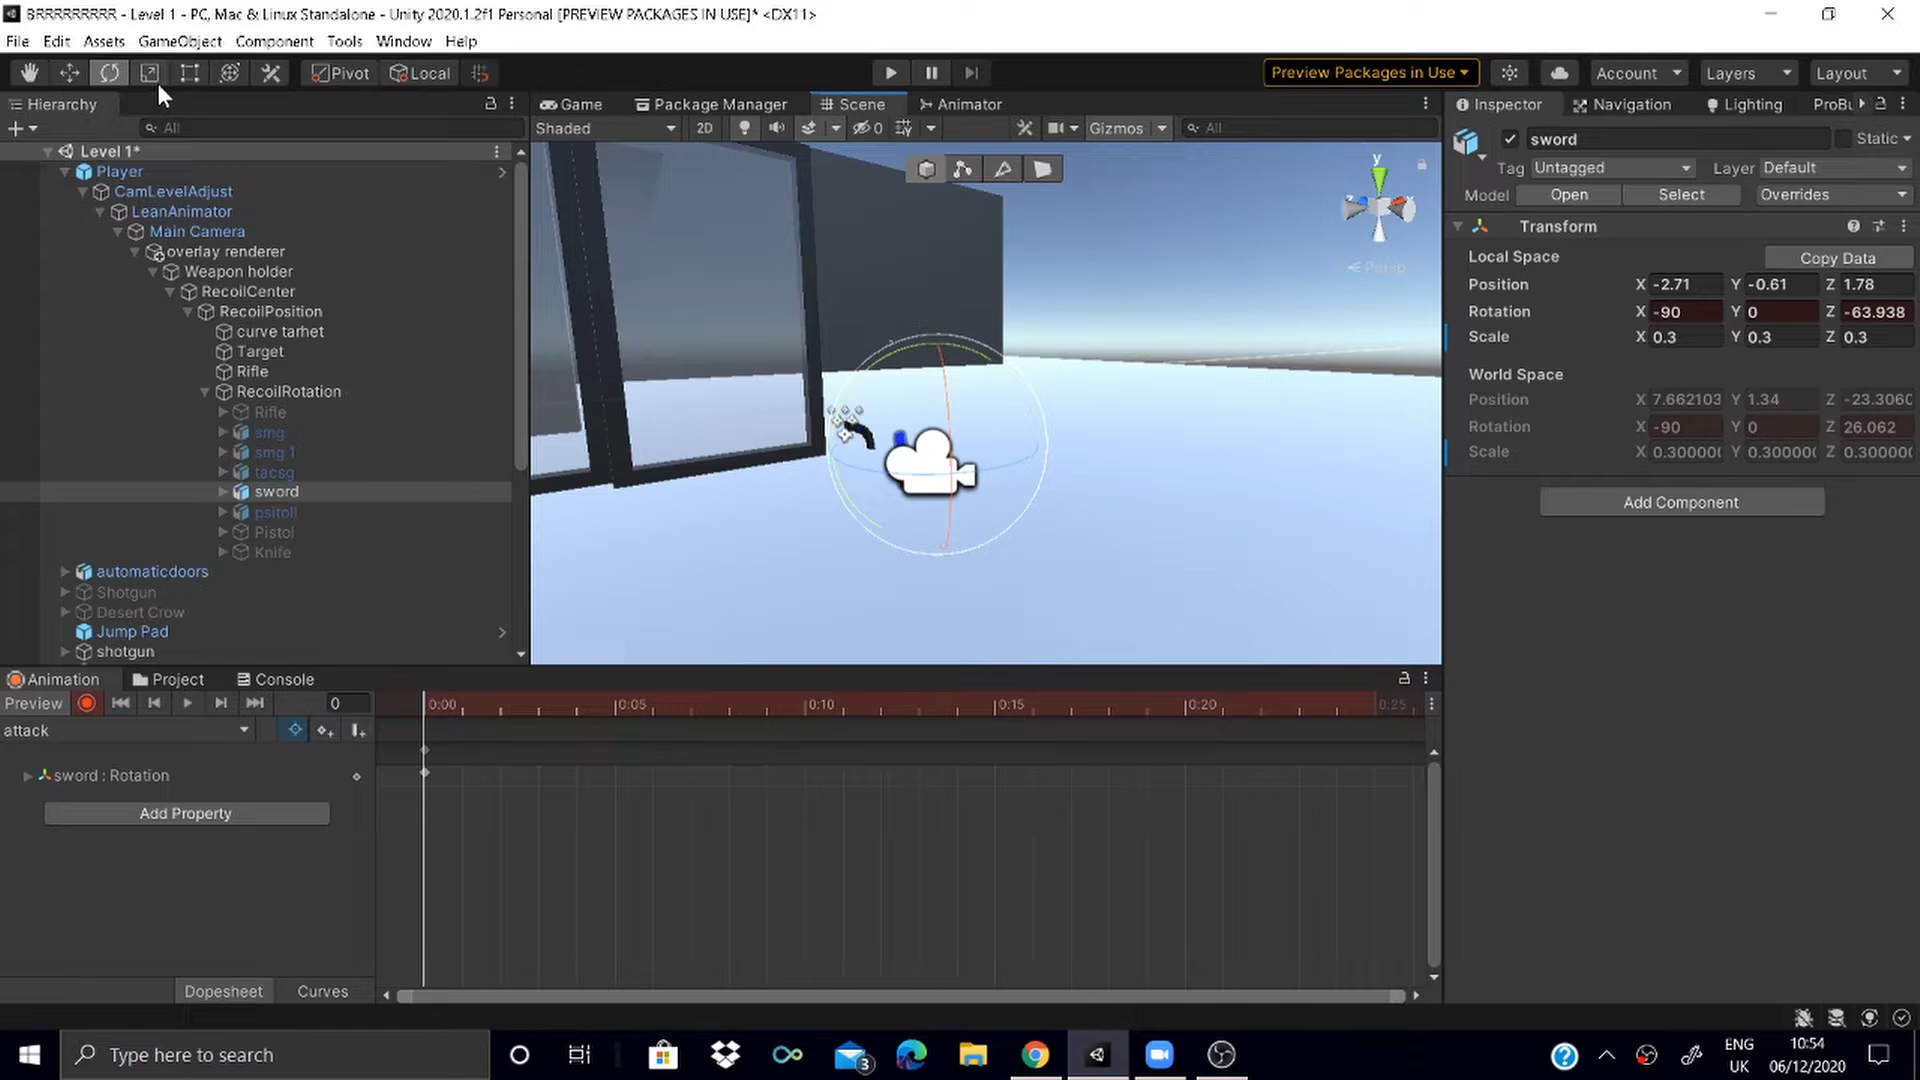 BRRRRRRRRR - Level 1 - PC, Mac & Linux Standalone - Unity 2020.1.2f1 Personal [PREVIEW PACKAGES IN USE]* <DX11>
File Edit Assets GameObject Component Tools Window Help
Pivot Local Preview Packages in Use Account Layers Layout
Hierarchy Game Package Manager Scene Animator Inspector Navigation Lighting ProBu
All Shaded 2D 0 Gizmos All sword Static
Level 1*
Player
CamLevelAdjust
LeanAnimator
Main Camera
overlay renderer
Weapon holder
RecoilCenter
RecoilPosition
curve tarhet
Target
Rifle
RecoilRotation
Rifle
smg
smg 1
tacsg
sword
psitoll
Pistol
Knife
automaticdoors
Shotgun
Desert Crow
Jump Pad
shotgun
y
x
Persp
Tag Untagged Layer Default
Model Open Select Overrides
Transform
Local Space Copy Data
Position X -2.71 Y -0.61 Z 1.78
Rotation X -90 Y 0 Z -63.938
Scale X 0.3 Y 0.3 Z 0.3
World Space
Position X 7.662103 Y 1.34 Z -23.306
Rotation X -90 Y 0 Z 26.062
Scale X 0.30000 Y 0.30000 Z 0.30000
Add Component
Animation Project Console
Preview 0 0:00 0:05 0:10 0:15 0:20 0:25
attack
sword : Rotation
Add Property
Dopesheet Curves
Type here to search 3 ENG 10:54
UK 06/12/2020